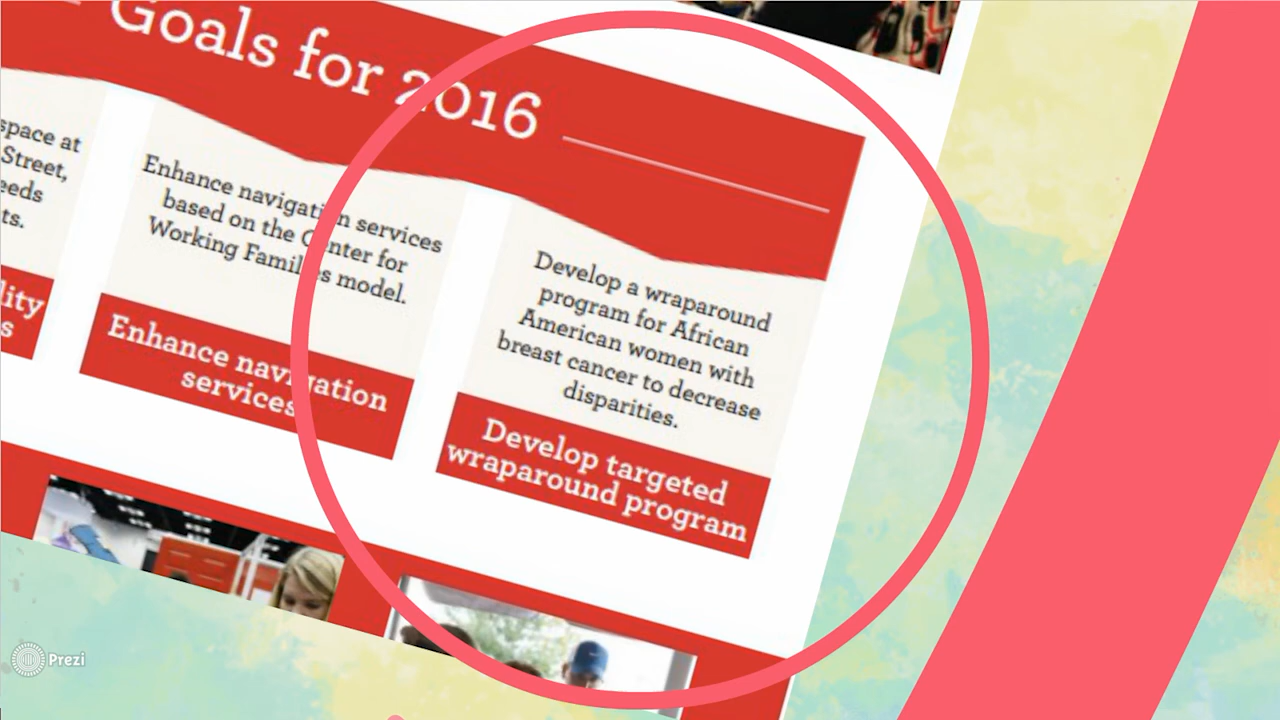 Goals for 2016
space at
Street,
ts.
lity
s
Enhance navigation services
based on the Center for
Working Families model.
Enhance navigation
services
Develop a wraparound
program for African
American women with
breast cancer to decrease
disparities.
Develop targeted
wraparound program
Prezi